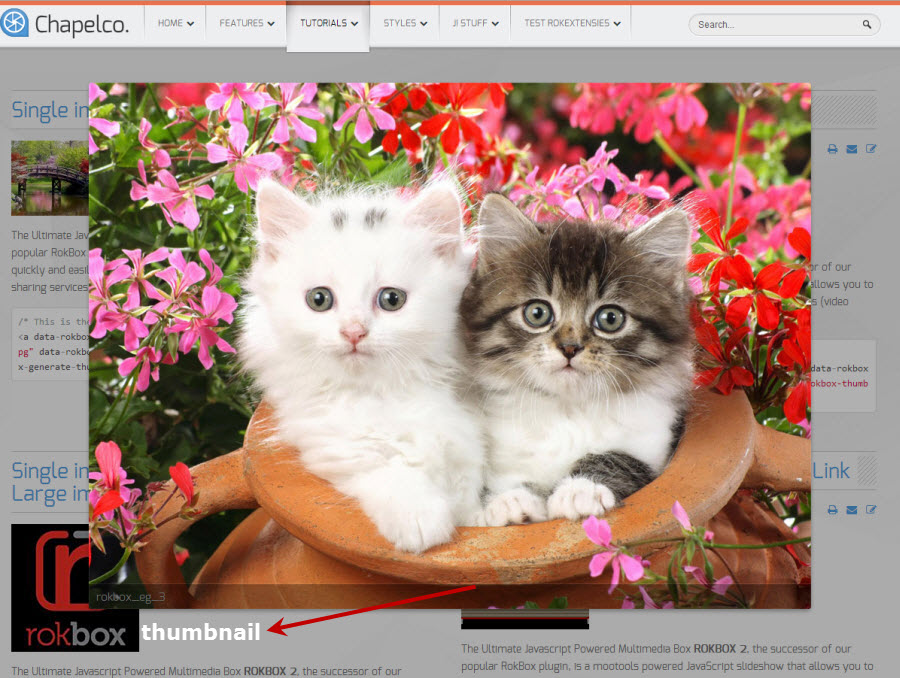 Chapelco.
HOME
FEATURES
TUTORIALS
STYLES
J! STUFF
TEST ROKEXTENSIES
Search...
Single in
The Ultimate Jav
popular RokBox
quickly and easil
sharing services
or of our
allows you to
s (video
/* This is the
<a data-rokbo
pg" data-rokb
x-generate-thu
data-rokbox
okbox-thumb
Single in
Large im
Link
rokbox_eg_3
rokbox
thumbnail
The Ultimate Javascript Powered Multimedia Box ROKBOX 2, the successor of our
The Ultimate Javascript Powered Multimedia Box ROKBOX 2, the successor of our
popular RokBox plugin, is a mootools powered JavaScript slideshow that allows you to